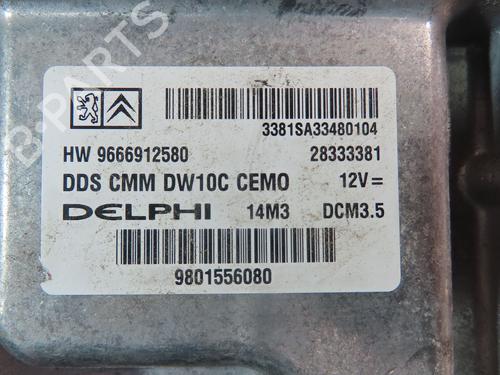 B-PARTS
3381SA33480104
HW 9666912580 28333381
DDS CMM DW10C CEMO 12V=
DELPHI 14M3 DCM3.5
9801556080